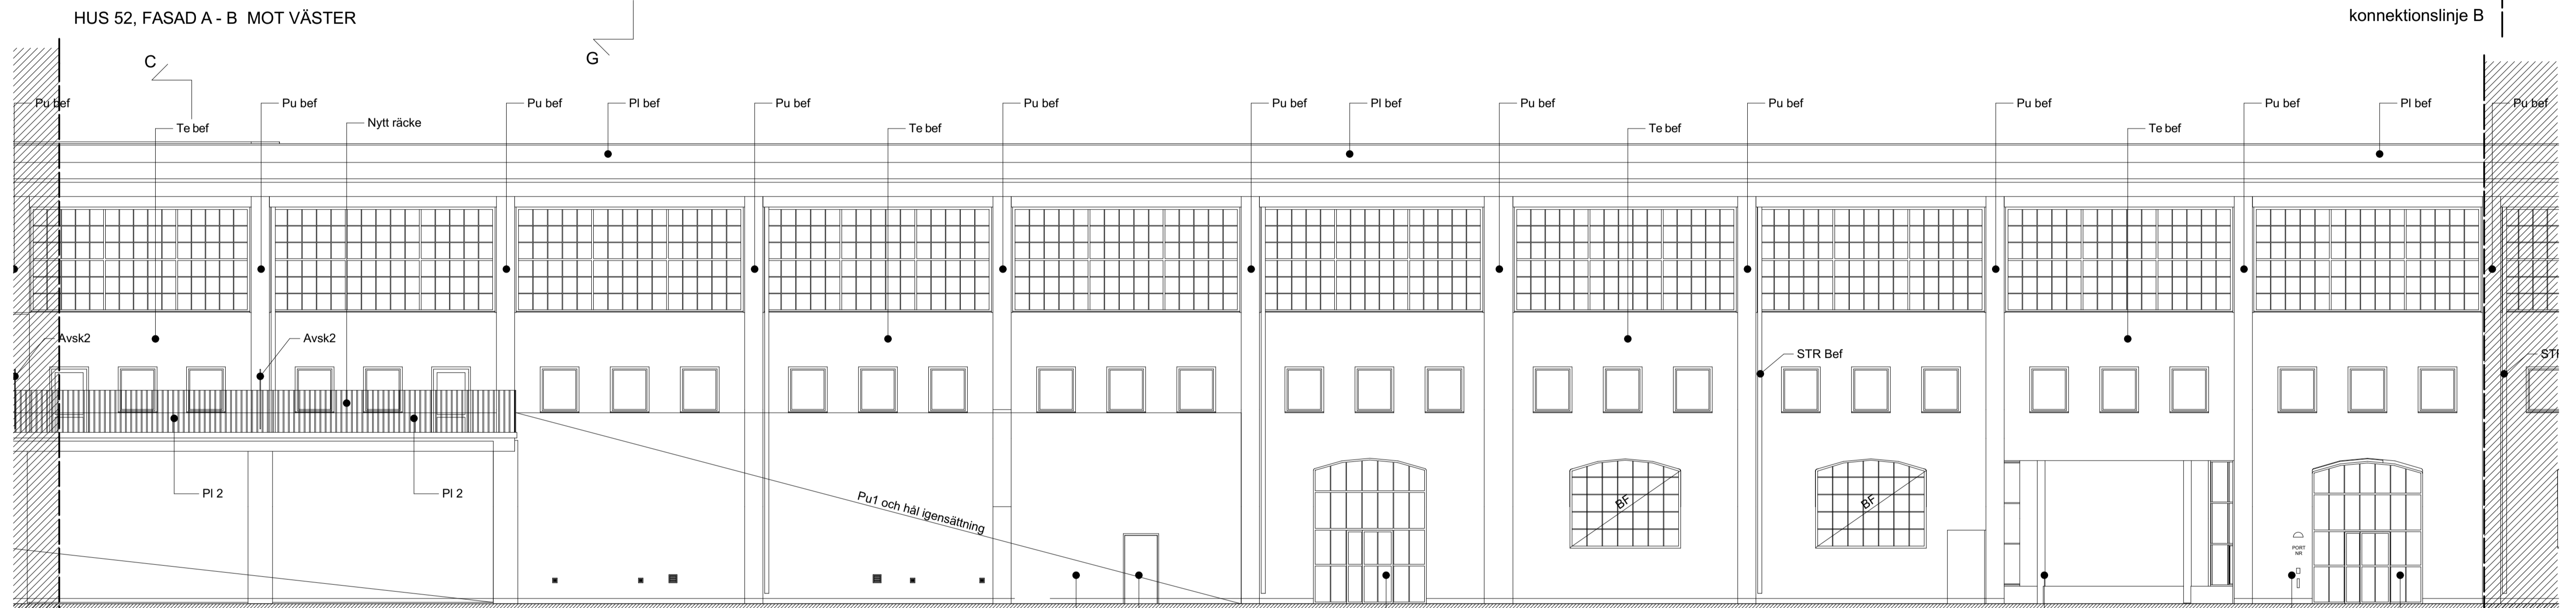 HUS 52, FASAD A - B MOT VÄSTER
konnektionslinje B
C
G
Pu bef
Pu bef
Pu bef
Pl bef
Pu bef
Pu bef
Pu bef
Pl bef
Pu bef
Pu bef
Pu bef
Pu bef
Pl bef
Pu bef
Te bef
Nytt räcke
Te bef
Te bef
Te bef
Avsk2
Avsk2
STR Bef
Pl 2
Pl 2
Pu1 och hål igensättning
BF
BF
PORT
NR